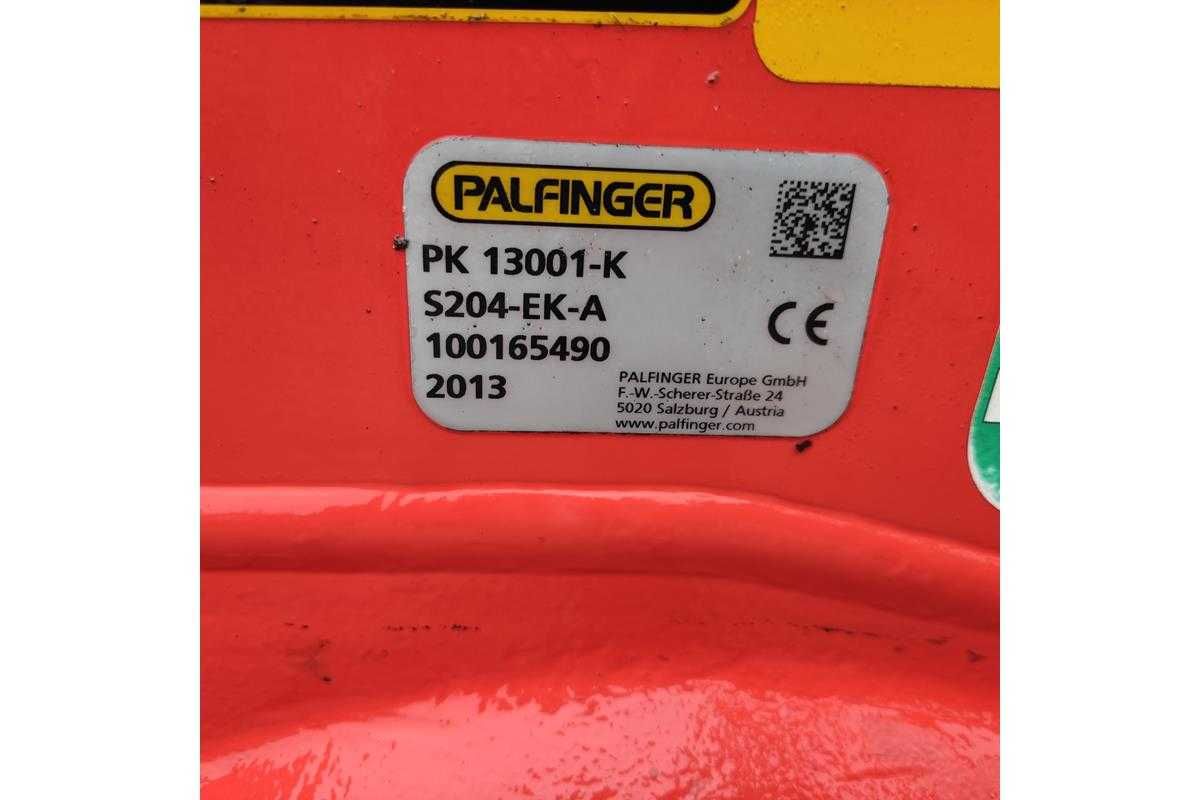 PALFINGER
PK 13001-K
S204-EK-A
100165490
2013
CE
PALFINGER Europe GmbH
F.-W.-Scherer-Straße 24
5020 Salzburg / Austria
www.palfinger.com